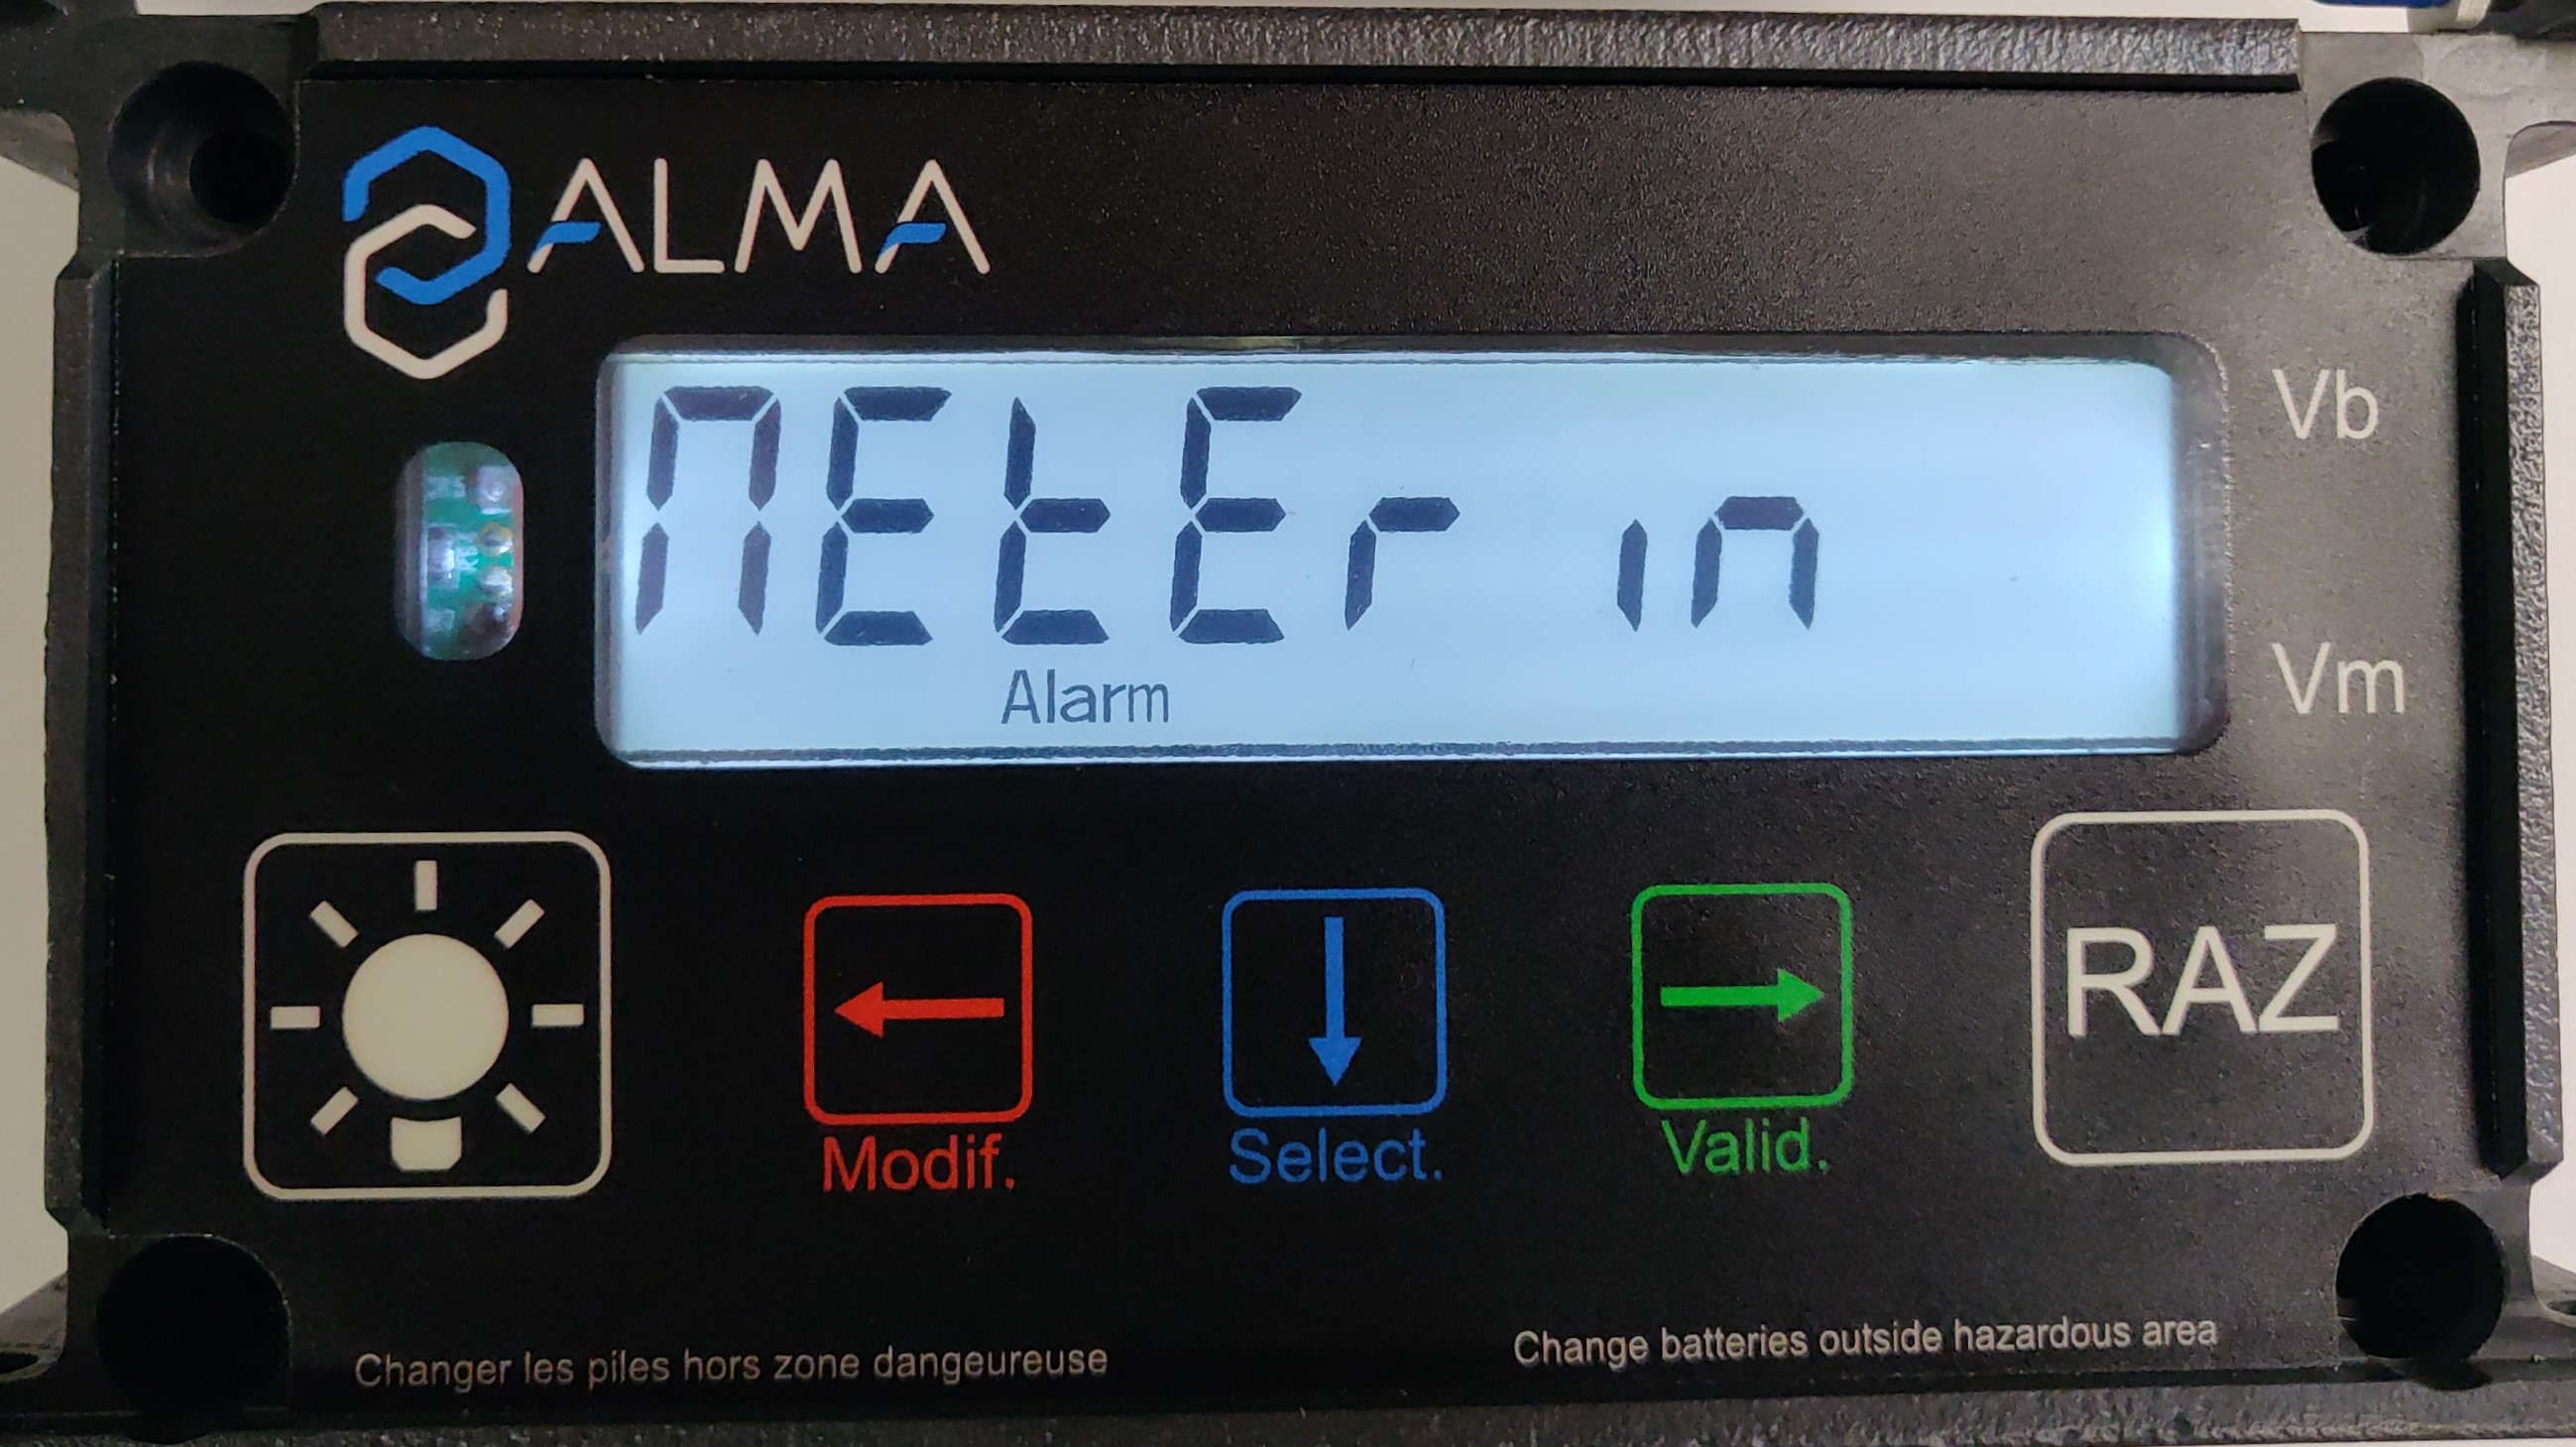 ALMA
Vb
METEr in
Alarm
Vm
RAZ
Modif.
Select.
Valid.
Changer les piles hors zone dangeureuse
Change batteries outside hazardous area